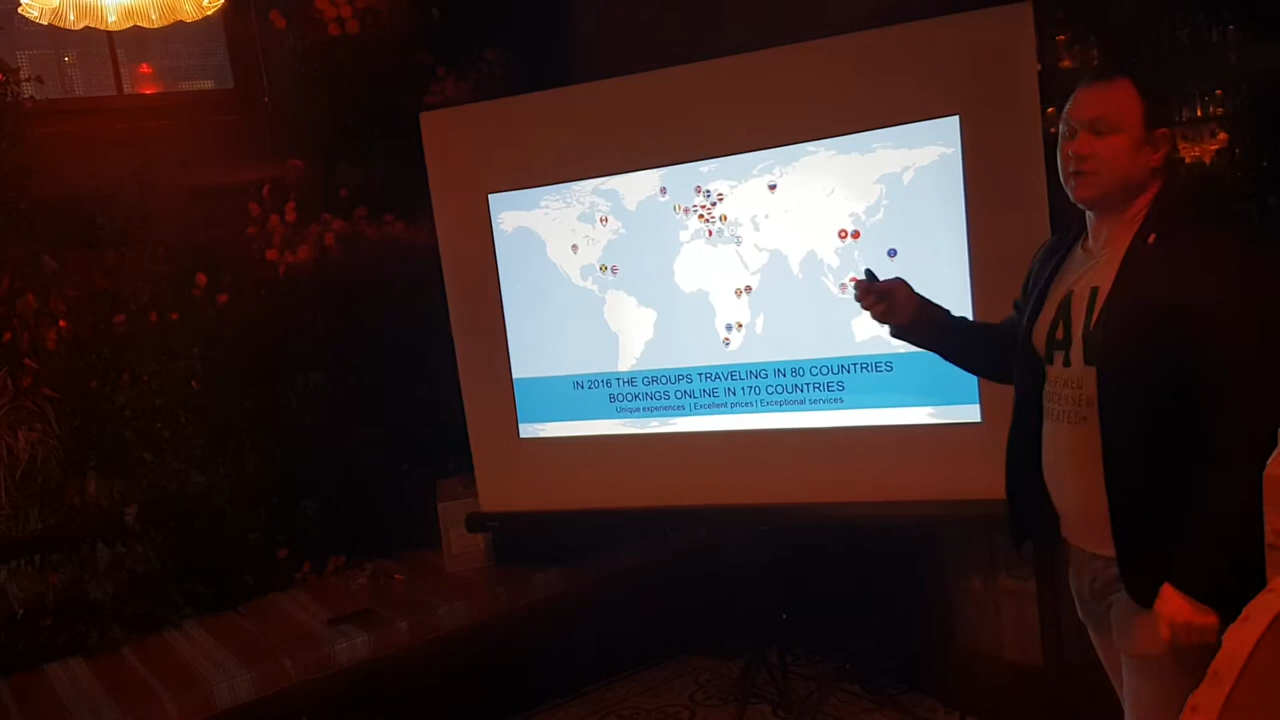 IN 2016 THE GROUPS TRAVELING IN 80 COUNTRIES
BOOKINGS ONLINE IN 170 COUNTRIES
Unique experiences | Excellent prices | Exceptional services